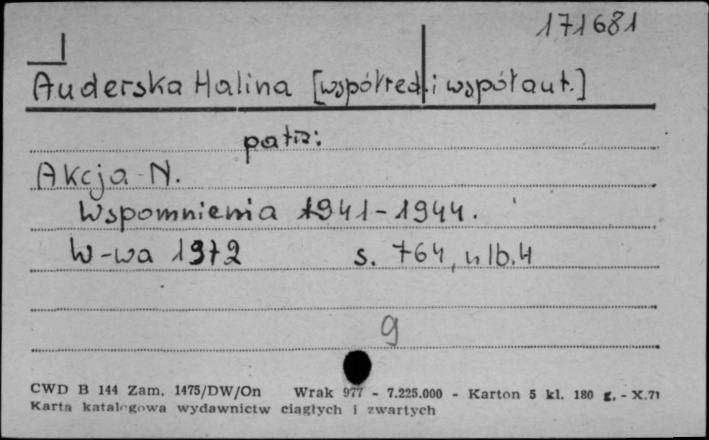 171681
Auderska Halina [współred. i współaut.]
patrz:
Akcja N.
Wspomnienia 1941-1944.
W-wa 1972 s. 764, nlb. 4
9
CWD B 144 Zam. 1475/DW/On Wrak 977 - 7.225.000 - Karton 5 kl. 180 g. - X.71
Karta katalogowa wydawnictw ciągłych i zwartych